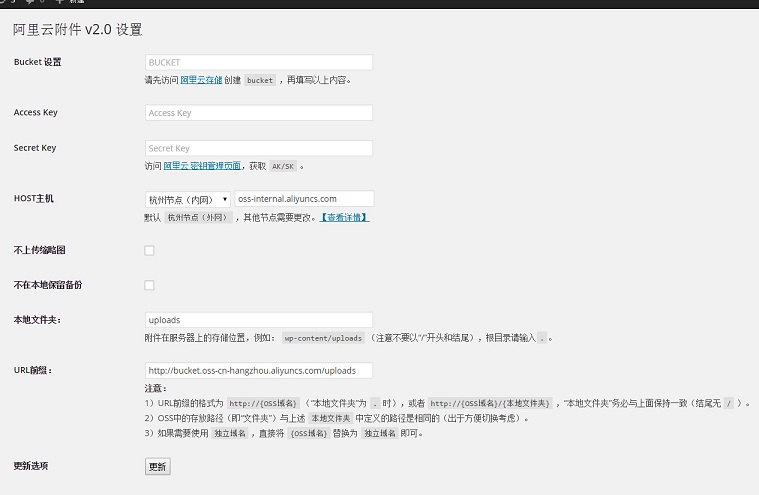 阿里云附件 v2.0 设置
Bucket 设置
BUCKET
请先访问 阿里云存储 创建 bucket ，再填写以上内容。
Access Key
Access Key
Secret Key
Secret Key
访问 阿里云 密钥管理页面，获取 AK/SK 。
HOST主机
杭州节点（内网） oss-internal.aliyuncs.com
默认 杭州节点（外网） ，其他节点需要更改。【查看详情】
不上传缩略图
不在本地保留备份
本地文件夹：
uploads
附件在服务器上的存储位置，例如： wp-content/uploads （注意不要以“/”开头和结尾），根目录请输入 . 。
URL前缀：
http://bucket.oss-cn-hangzhou.aliyuncs.com/uploads
注意：
1）URL前缀的格式为 http://{OSS域名} （“本地文件夹”为 . 时），或者 http://{OSS域名}/{本地文件夹} ，“本地文件夹”务必与上面保持一致（结尾无 / ）。
2）OSS中的存放路径（即“文件夹”）与上述 本地文件夹 中定义的路径是相同的（出于方便切换考虑）。
3）如果需要使用 独立域名 ，直接将 {OSS域名} 替换为 独立域名 即可。
更新选项
更新